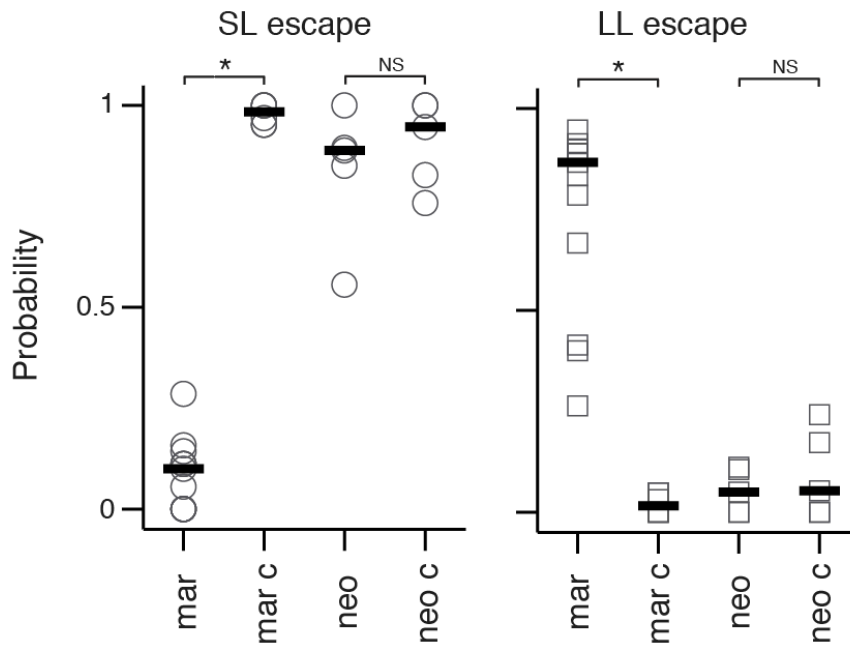 SL escape
LL escape
*
NS
*
NS
1
0.5
0
Probability
mar
mar c
neo
neo c
mar
mar c
neo
neo c